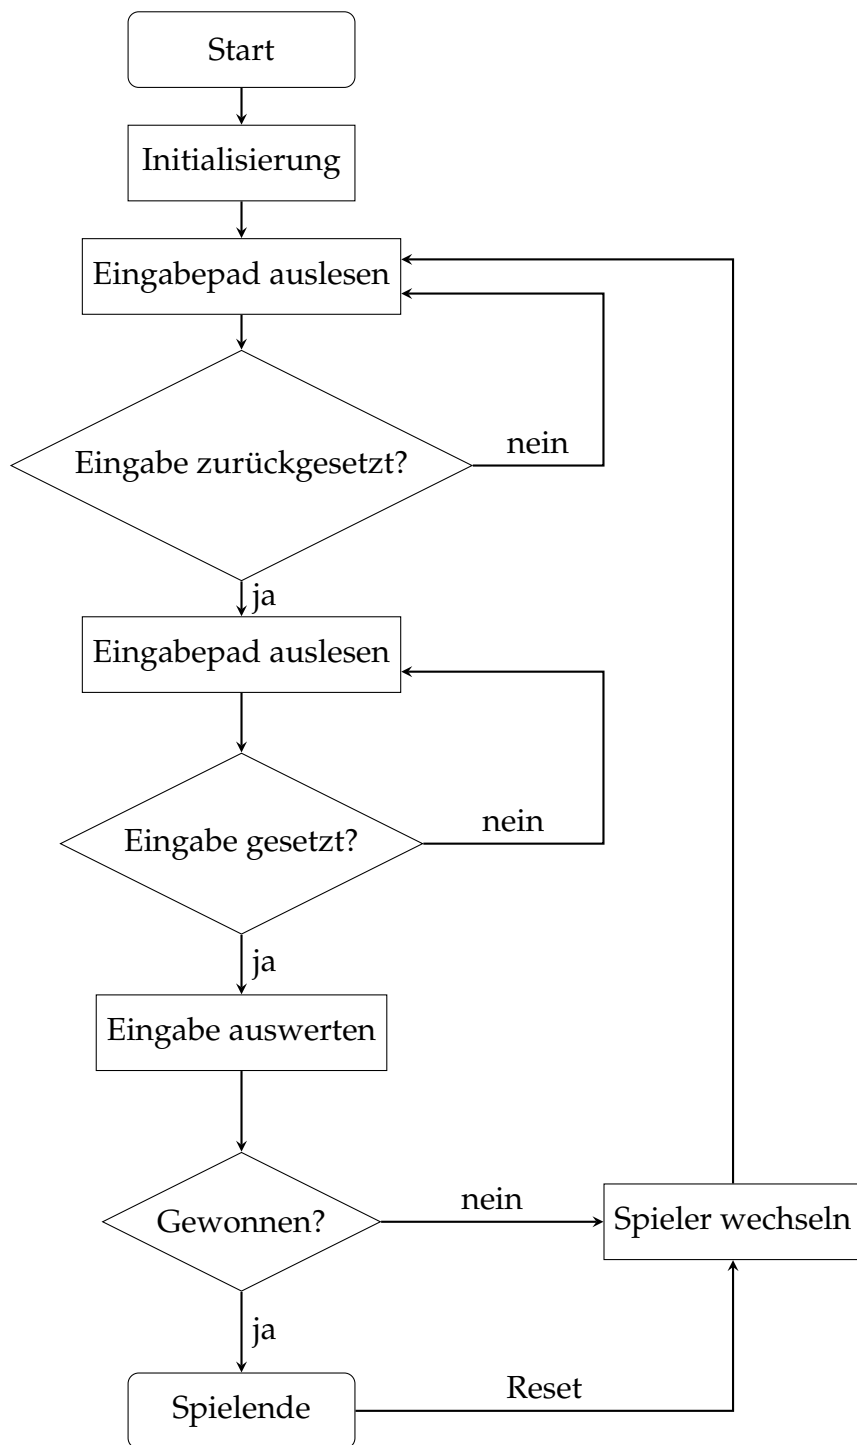 Start
Initialisierung
Eingabepad auslesen
Eingabe zurückgesetzt?
nein
ja
Eingabepad auslesen
Eingabe gesetzt?
nein
ja
Eingabe auswerten
Gewonnen?
nein
Spieler wechseln
ja
Spielende
Reset